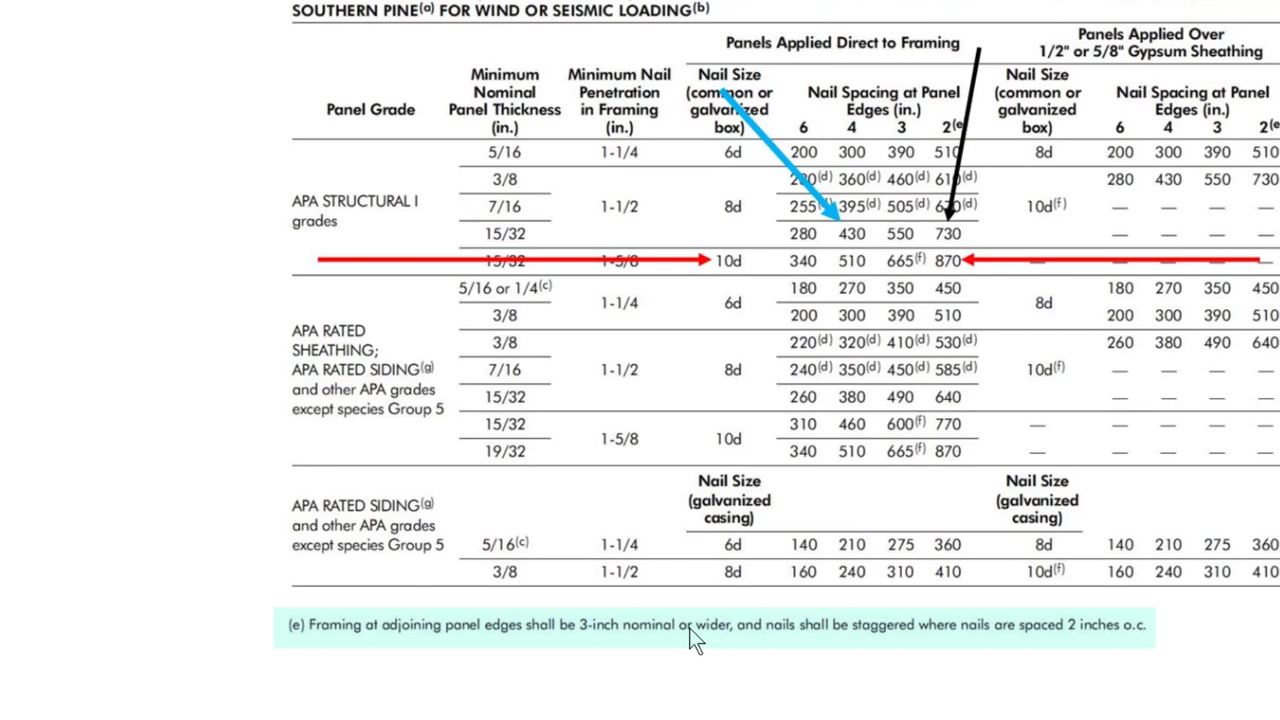 SOUTHERN PINE(a) FOR WIND OR SEISMIC LOADING(b)
Panels Applied Direct to Framing
Panels Applied Over
1/2" or 5/8" Gypsum Sheathing
Panel Grade
Minimum
Nominal
Panel Thickness
(in.)
Minimum Nail
Penetration
in Framing
(in.)
Nail Size
(common or
galvanized
box)
Nail Spacing at Panel
Edges (in.)
6 4 3 2(e
Nail Size
(common or
galvanized
box)
Nail Spacing at Panel
Edges (in.)
6 4 3 2(e
APA STRUCTURAL I
grades
5/16 1-1/4 6d 200 300 390 510 8d 200 300 390 510
3/8 360(d) 460(d) 280 430 550 730
7/16 1-1/2 8d 395(d) 505(d) 10d(f) — — — —
15/32 280 430 550 730 — — — —
15/32 1-5/8 10d 340 510 665(f) 870 — — — —
APA RATED
SHEATHING;
APA RATED SIDING(g)
and other APA grades
except species Group 5
5/16 or 1/4(c) 1-1/4 6d 180 270 350 450 8d 180 270 350 450
3/8 200 300 390 510 200 300 390 510
3/8 220(d) 320(d) 410(d) 530(d) 260 380 490 640
7/16 1-1/2 8d 240(d) 350(d) 450(d) 585(d) 10d(f) — — — —
15/32 260 380 490 640 — — — —
15/32 1-5/8 10d 310 460 600(f) 770 — — — — —
19/32 340 510 665(f) 870 — — — — —
Nail Size
(galvanized
casing)
Nail Size
(galvanized
casing)
APA RATED SIDING(g)
and other APA grades
except species Group 5
5/16(c) 1-1/4 6d 140 210 275 360 8d 140 210 275 360
3/8 1-1/2 8d 160 240 310 410 10d(f) 160 240 310 410
(e) Framing at adjoining panel edges shall be 3-inch nominal or wider, and nails shall be staggered where nails are spaced 2 inches o.c.